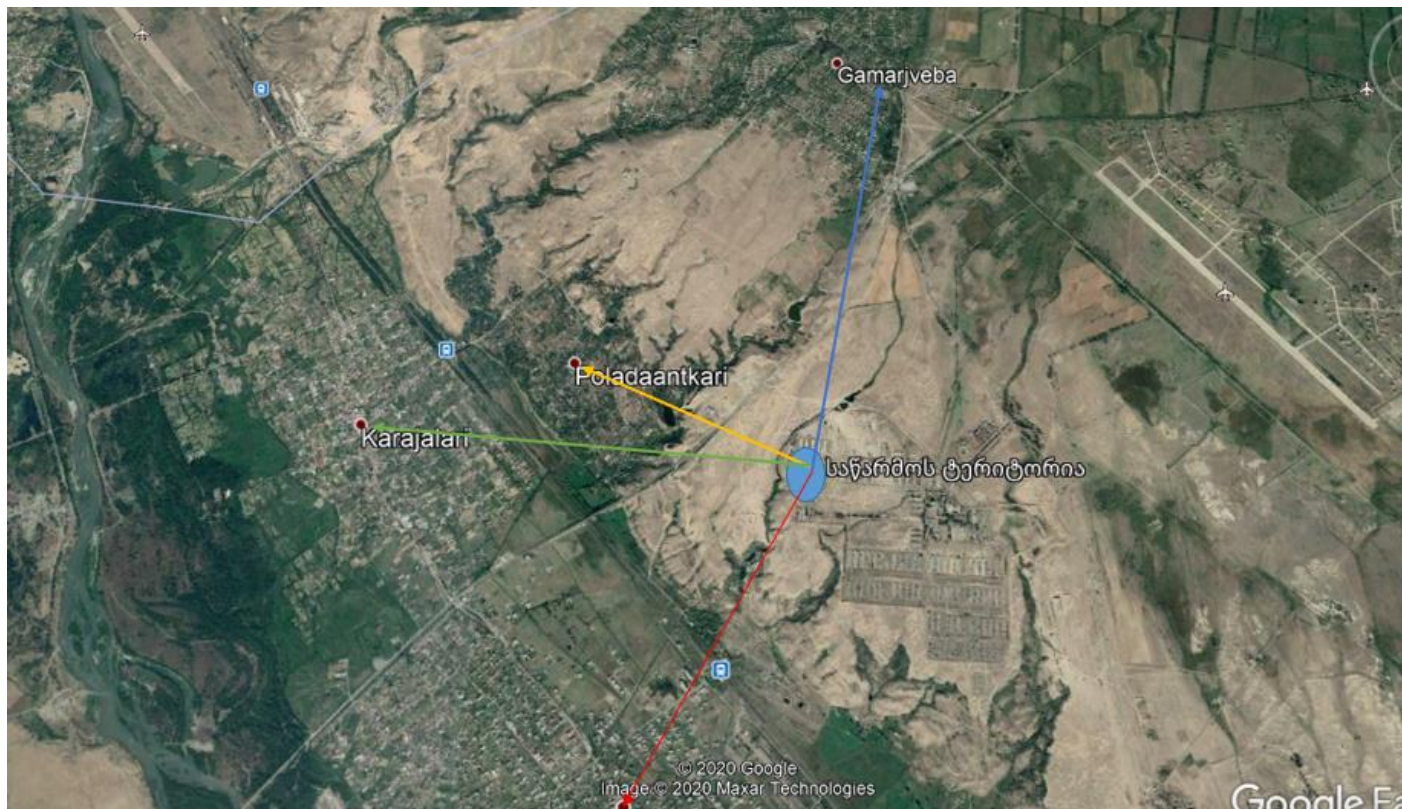 Gamarjveba
Poladaantkari
Karajalari
საწარმოს ტერიტორია
© 2020 Google
Image © 2020 Maxar Technologies
Google Ea